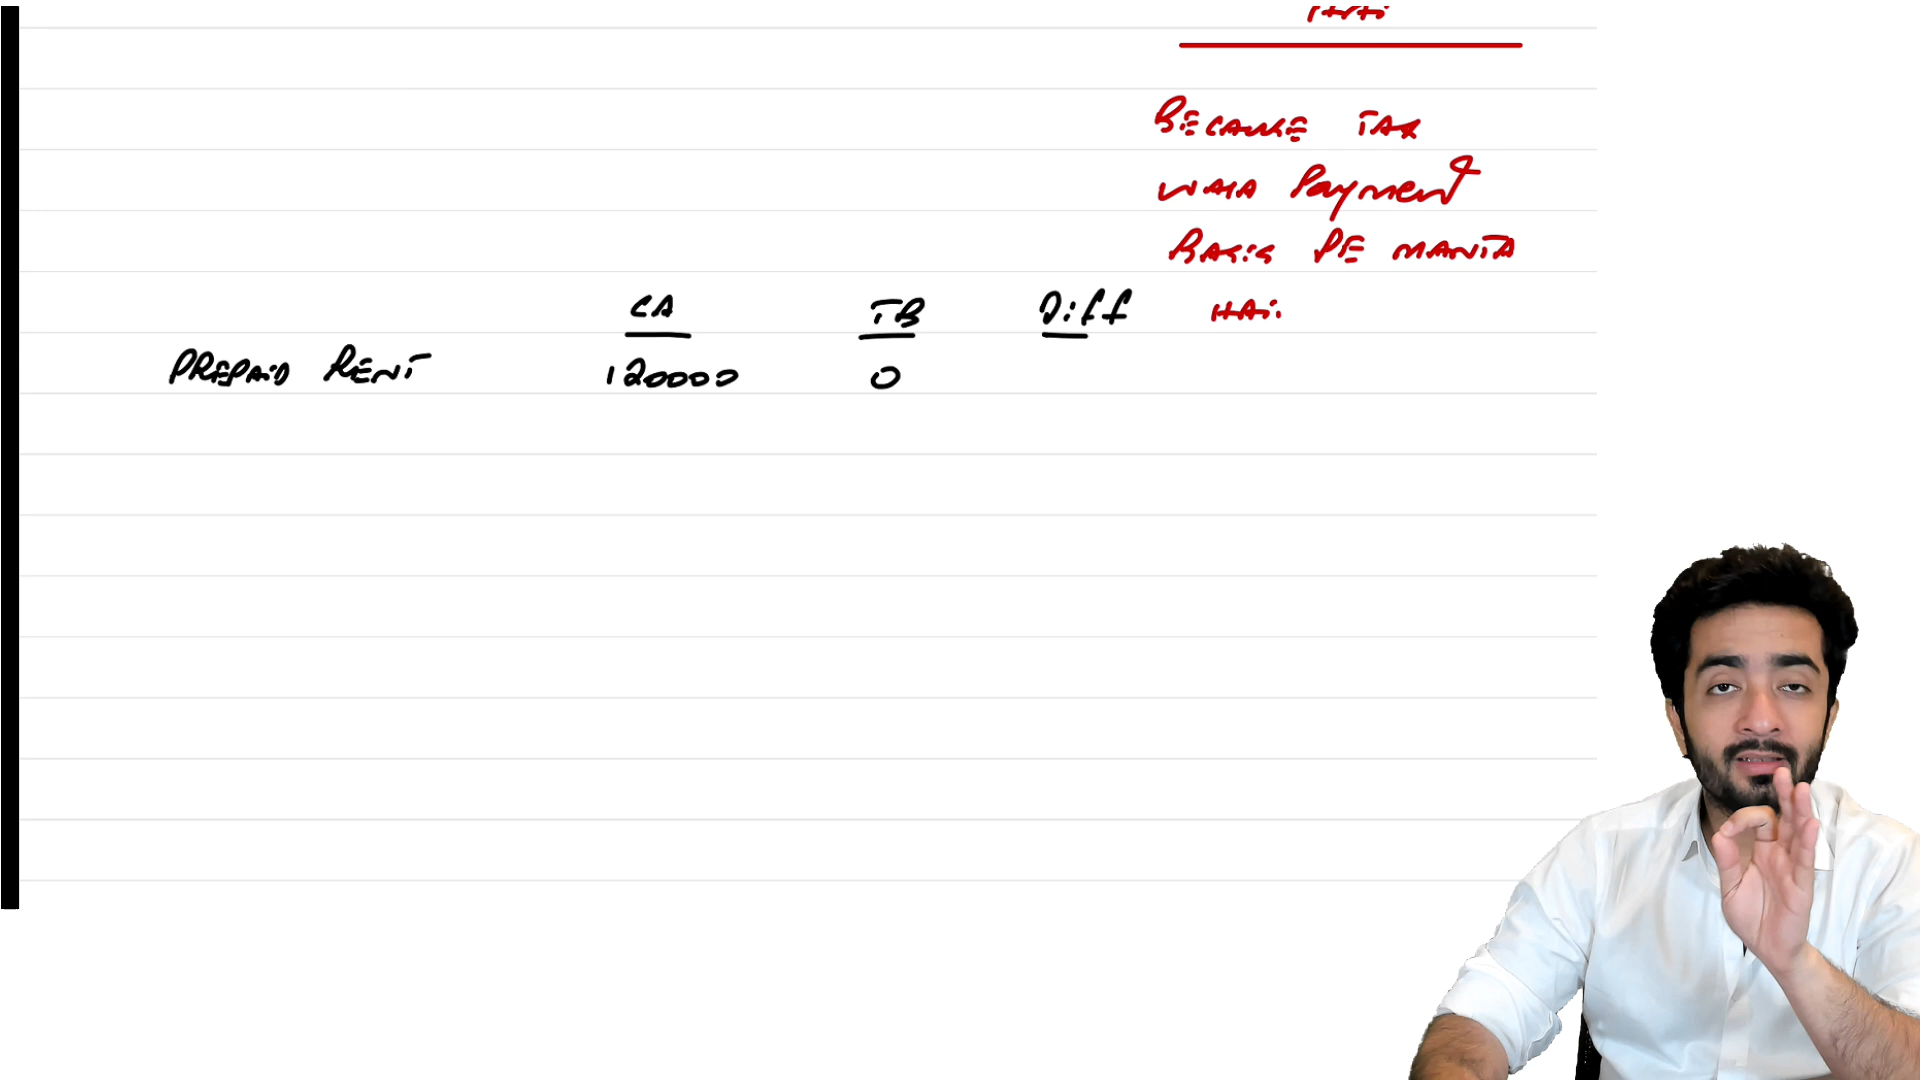 BECAUSE TAX
WALA Payment
BASIS PE MANTA
HAI.
CA TB Diff
PREPAID RENT 120000 0